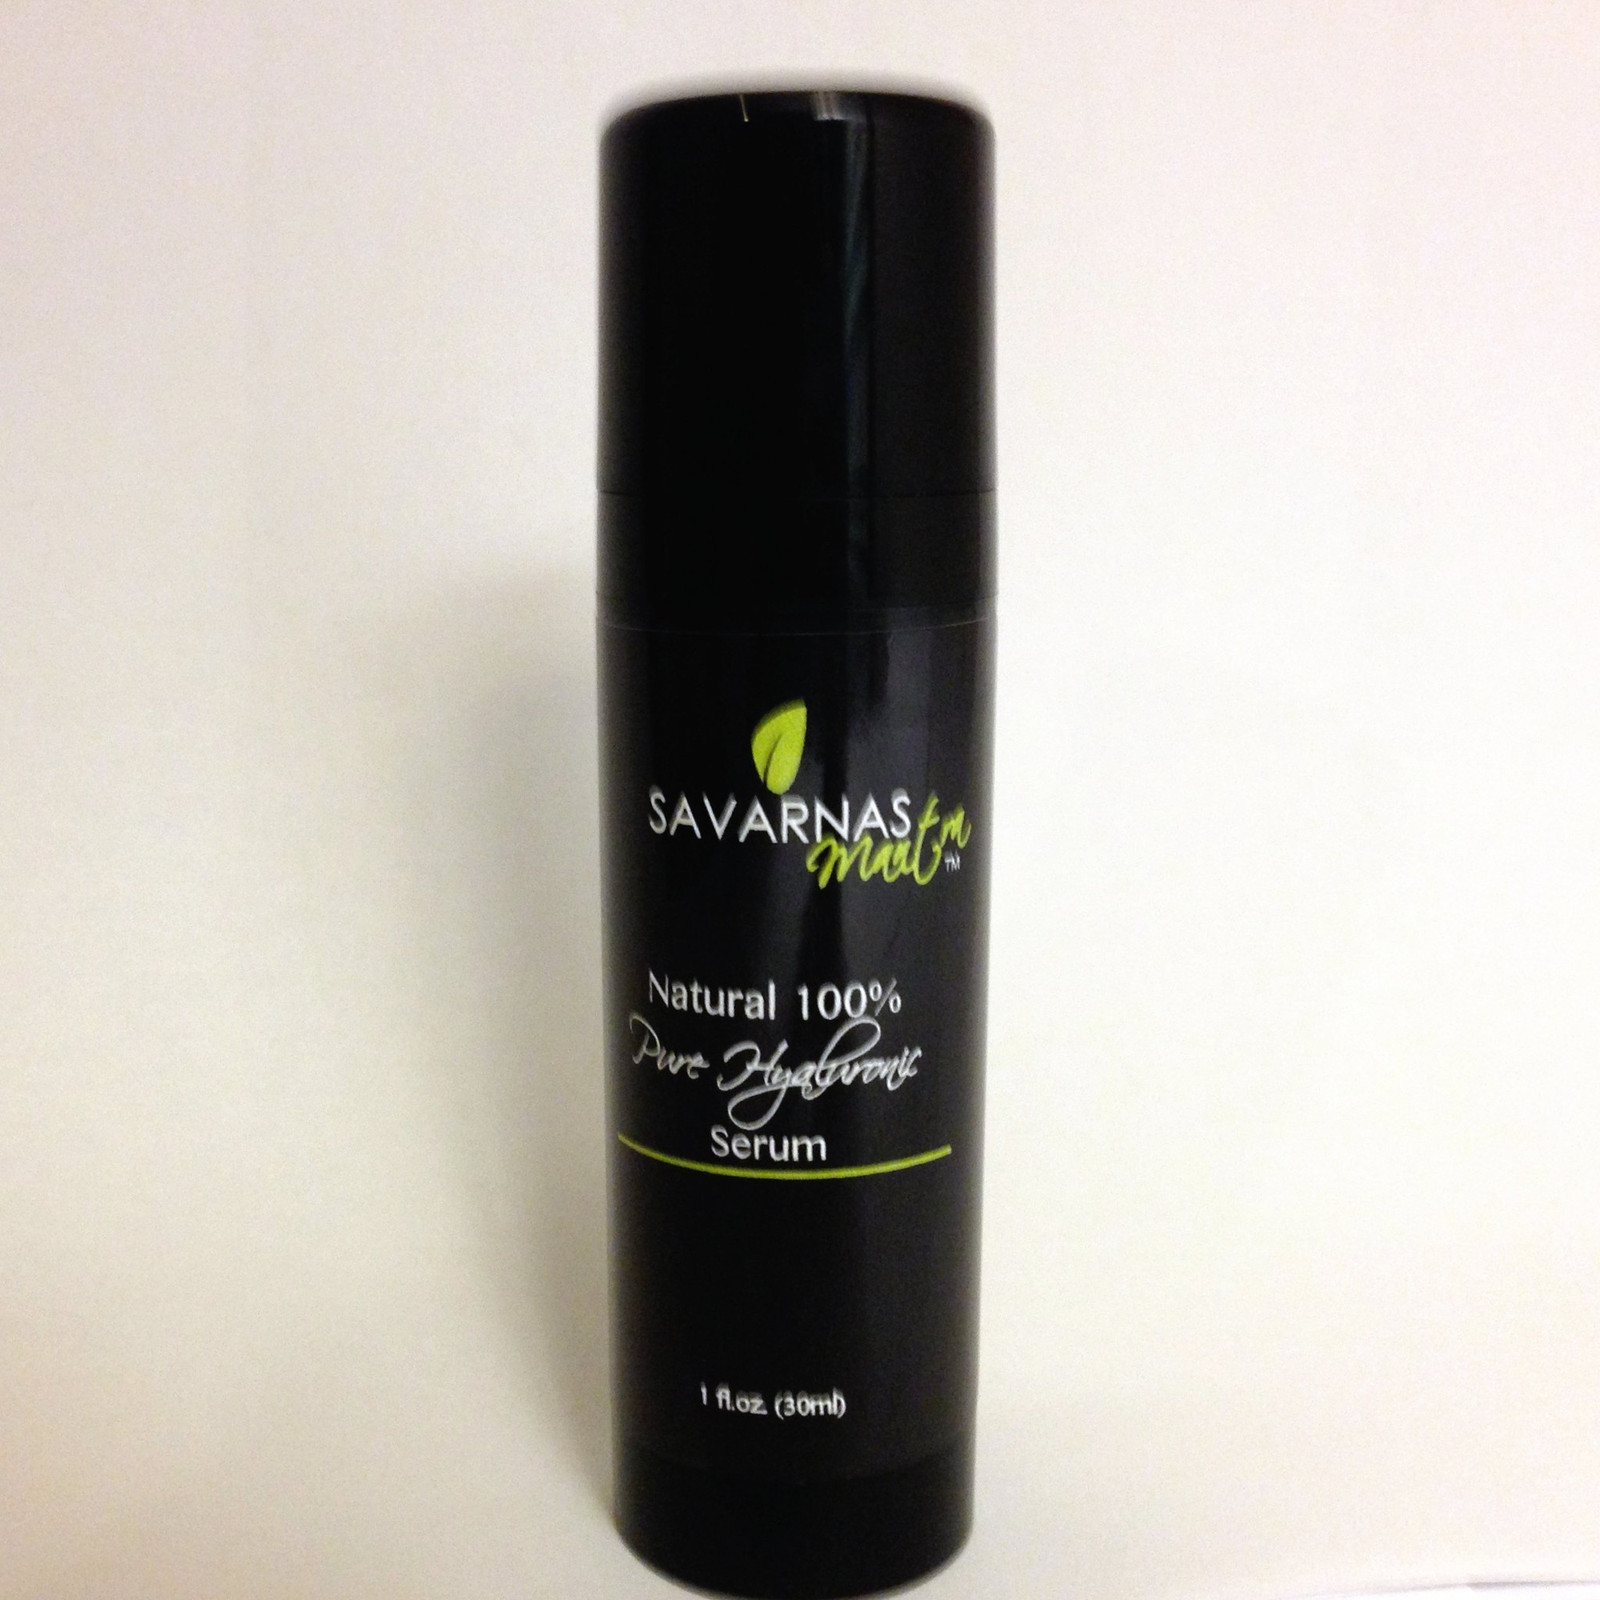 SAVARNAS
mantra
TM
Natural 100%
Pure Hyaluronic
Serum
1 fl.oz. (30ml)